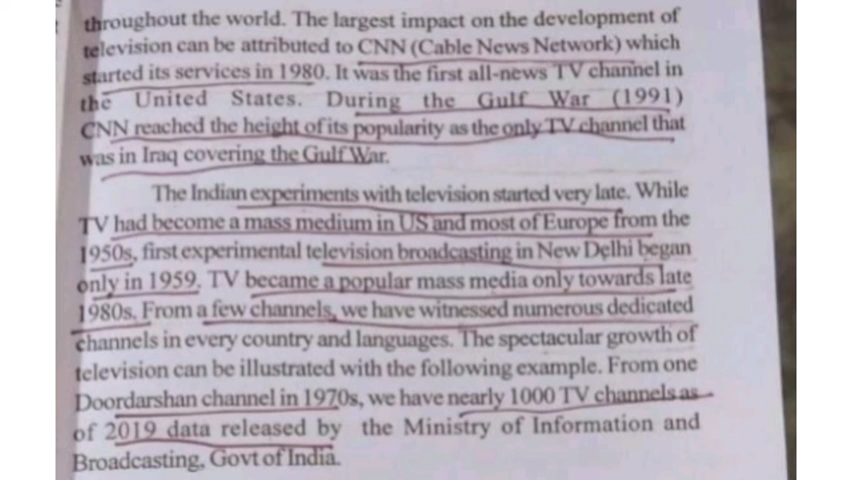 throughout the world. The largest impact on the development of
television can be attributed to CNN (Cable News Network) which
started its services in 1980. It was the first all-news TV channel in
the United States. During the Gulf War (1991)
CNN reached the height of its popularity as the only TV channel that
was in Iraq covering the Gulf War.
The Indian experiments with television started very late. While
TV had become a mass medium in US and most of Europe from the
1950s, first experimental television broadcasting in New Delhi began
only in 1959. TV became a popular mass media only towards late
1980s. From a few channels, we have witnessed numerous dedicated
channels in every country and languages. The spectacular growth of
television can be illustrated with the following example. From one
Doordarshan channel in 1970s, we have nearly 1000 TV channels as
of 2019 data released by the Ministry of Information and
Broadcasting, Govt of India.